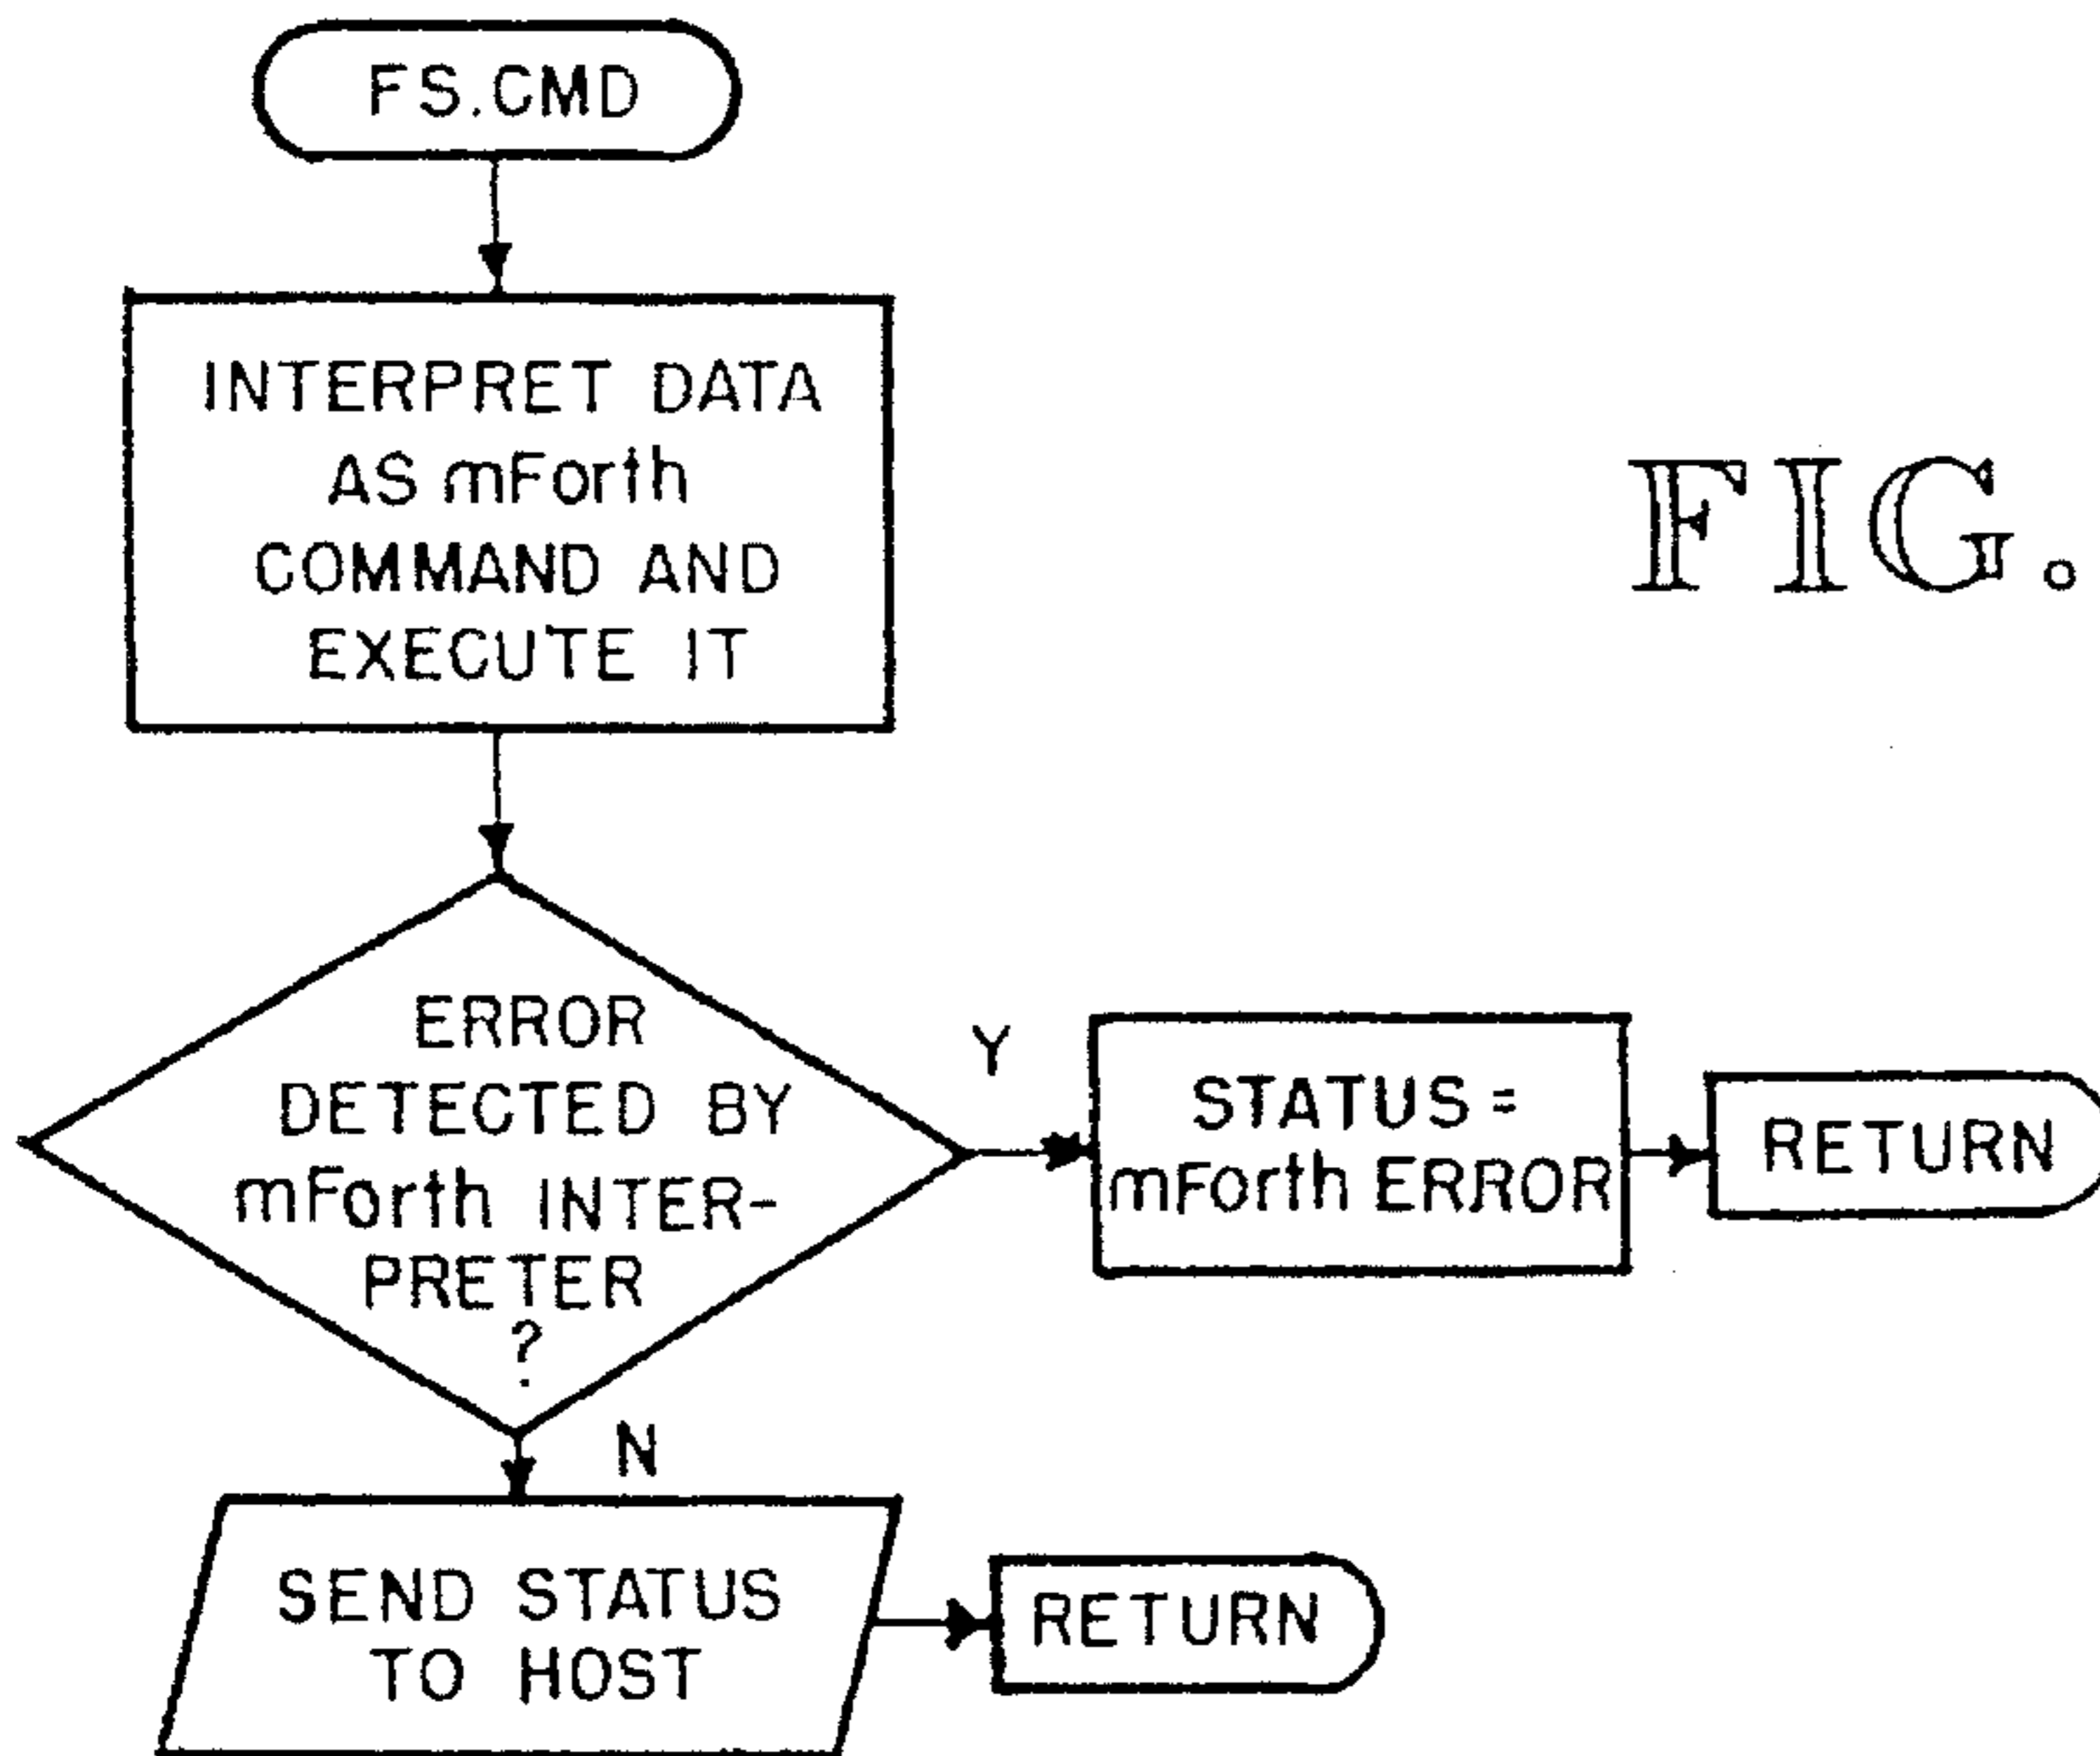 FS.CMD
INTERPRET DATA
AS mForth
COMMAND AND
EXECUTE IT
FIG.
ERROR
DETECTED BY
mForth INTER-
PRETER
?
Y
STATUS =
mForth ERROR
RETURN
N
SEND STATUS
TO HOST
RETURN